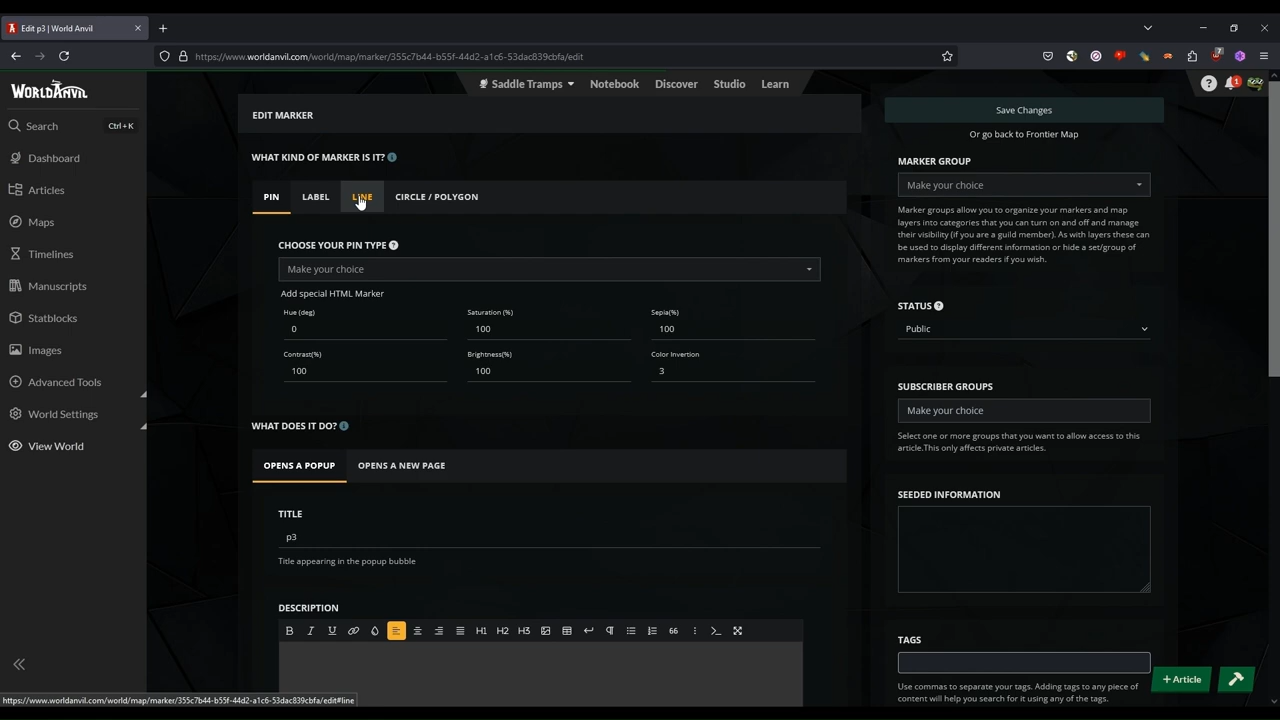 Edit p3 | World Anvil
https://www.worldanvil.com/world/map/marker/355c7b44-b55f-44d2-a1c6-53dac839cbfa/edit
7
WORLDANVIL
Saddle Tramps
Notebook
Discover
Studio
Learn
1
Search
Ctrl+K
Dashboard
Articles
Maps
Timelines
Manuscripts
Statblocks
Images
Advanced Tools
World Settings
View World
EDIT MARKER
WHAT KIND OF MARKER IS IT?
PIN
LABEL
LINE
CIRCLE / POLYGON
CHOOSE YOUR PIN TYPE
Make your choice
Add special HTML Marker
Hue (deg)
Saturation (%)
Sepia(%)
0
100
100
Contrast(%)
Brightness(%)
Color Invertion
100
100
3
WHAT DOES IT DO?
OPENS A POPUP
OPENS A NEW PAGE
TITLE
p3
Title appearing in the popup bubble
DESCRIPTION
B I U H1 H2 H3 66
Save Changes
Or go back to Frontier Map
MARKER GROUP
Make your choice
Marker groups allow you to organize your markers and map
layers into categories that you can turn on and off and manage
their visibility (if you are a guild member). As with layers these can
be used to display different information or hide a set/group of
markers from your readers if you wish.
STATUS
Public
SUBSCRIBER GROUPS
Make your choice
Select one or more groups that you want to allow access to this
article.This only affects private articles.
SEEDED INFORMATION
TAGS
Use commas to separate your tags. Adding tags to any piece of
content will help you search for it using any of the tags.
+ Article
https://www.worldanvil.com/world/map/marker/355c7b44-b55f-44d2-a1c6-53dac839cbfa/edit#line